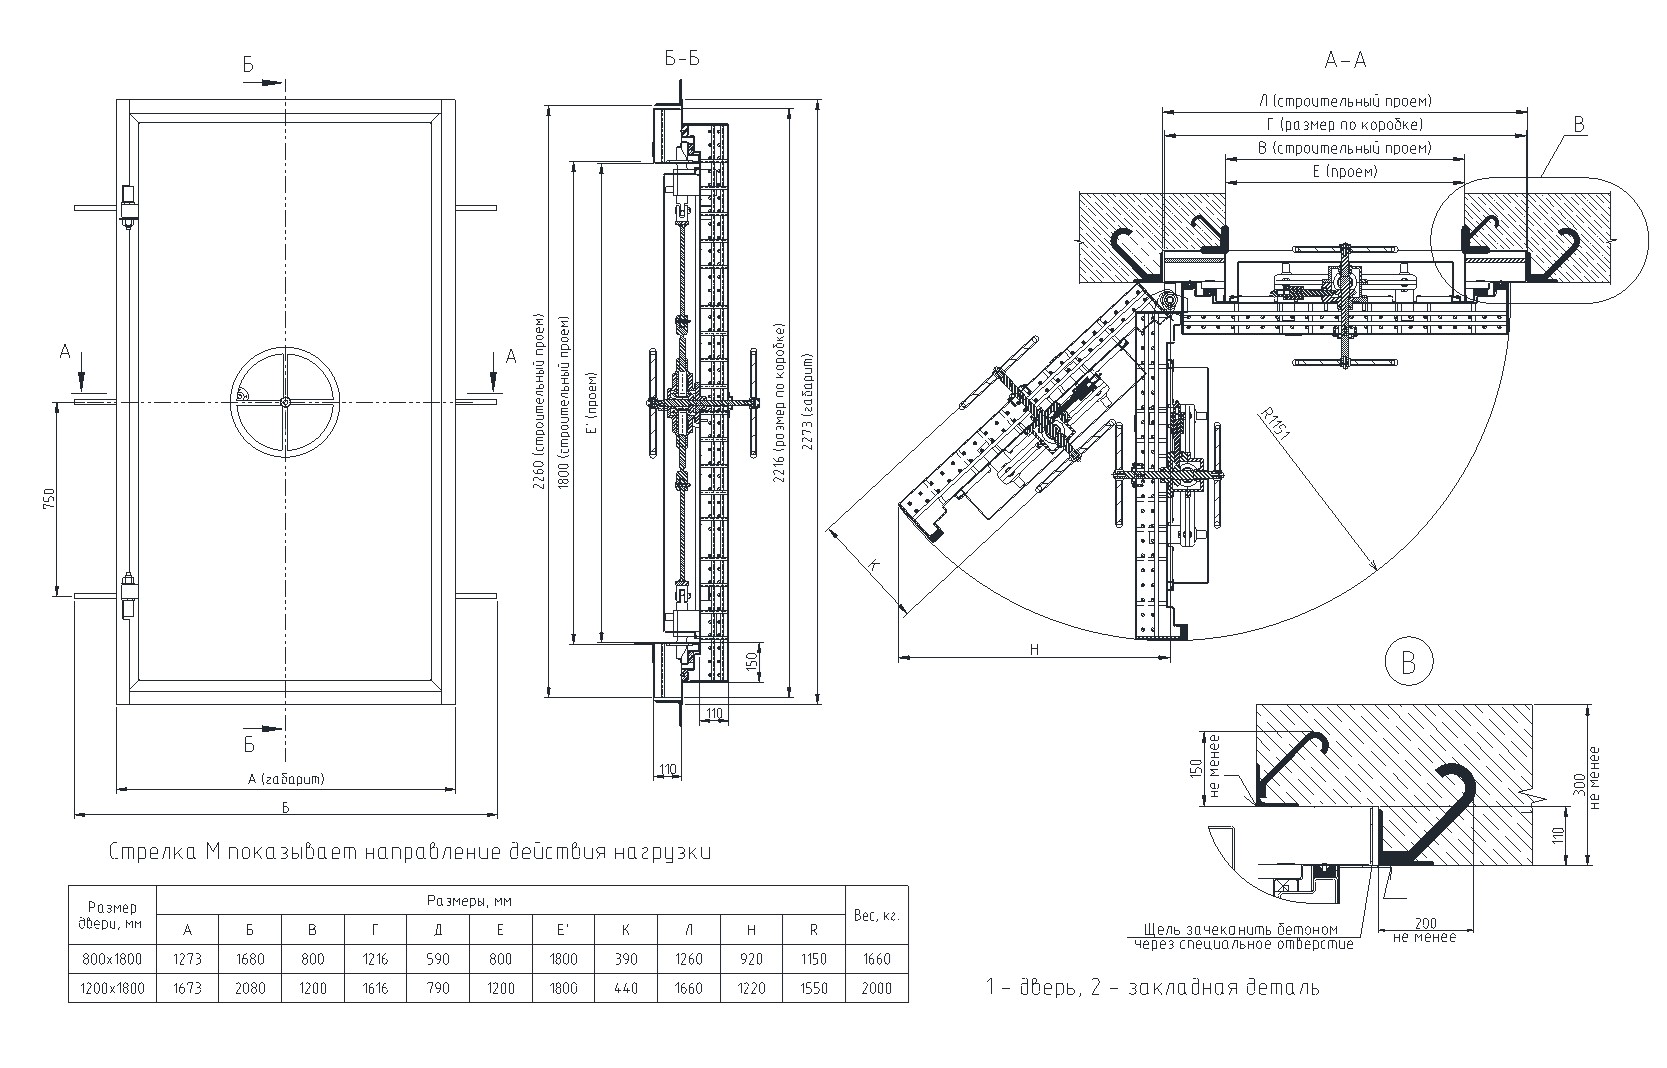 Б
Б-Б
А-А
Л (строительный проем)
Г (размер по коробке)
В (строительный проем)
Е (проем)
В
А
А
750
2260 (строительный проем)
1800 (строительный проем)
Е' (проем)
2216 (размер по коробке)
2273 (габарит)
150
110
110
R1151
К
Н
Б
А (габарит)
Б
В
150
не менее
300
не менее
110
200
не менее
Щель зачеканить бетоном
через специальное отверстие
1 - дверь, 2 - закладная деталь
Стрелка М показывает направление действия нагрузки
Размер двери, мм Размеры, мм Вес, кг.
А Б В Г Д Е Е' К Л Н R
800х1800 1273 1680 800 1216 590 800 1800 390 1260 920 1150 1660
1200х1800 1673 2080 1200 1616 790 1200 1800 440 1660 1220 1550 2000